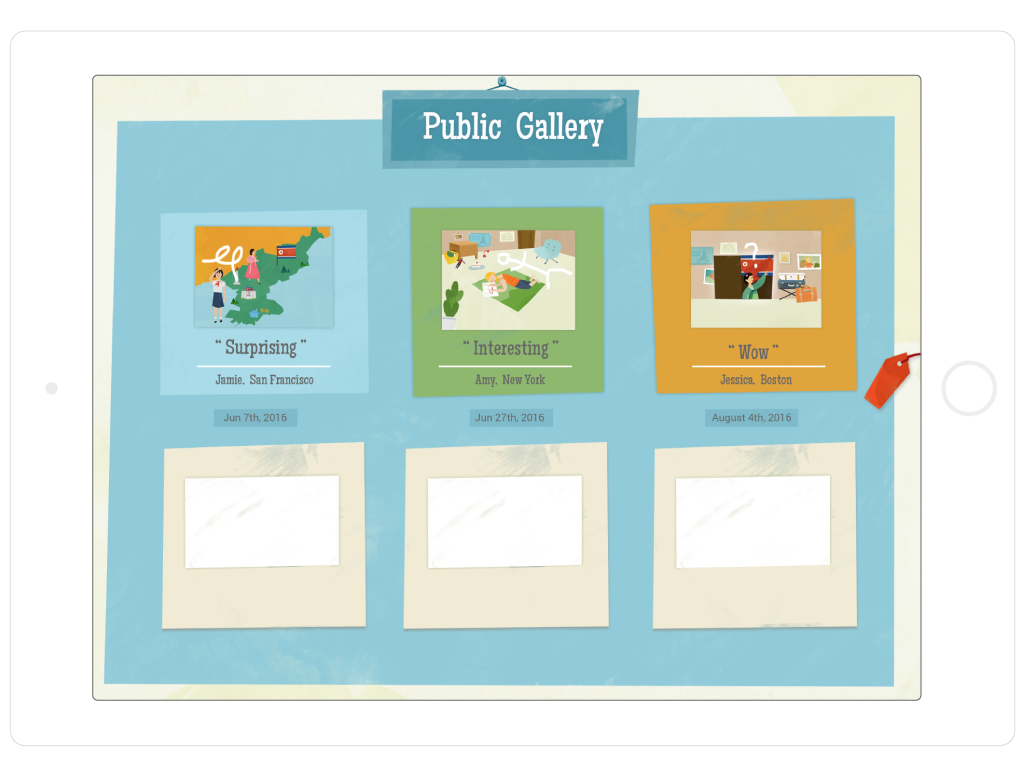 Public Gallery
“ Surprising ”
Jamie, San Francisco
Jun 7th, 2016
“ Interesting ”
Amy, New York
Jun 27th, 2016
“ Wow ”
Jessica, Boston
August 4th, 2016